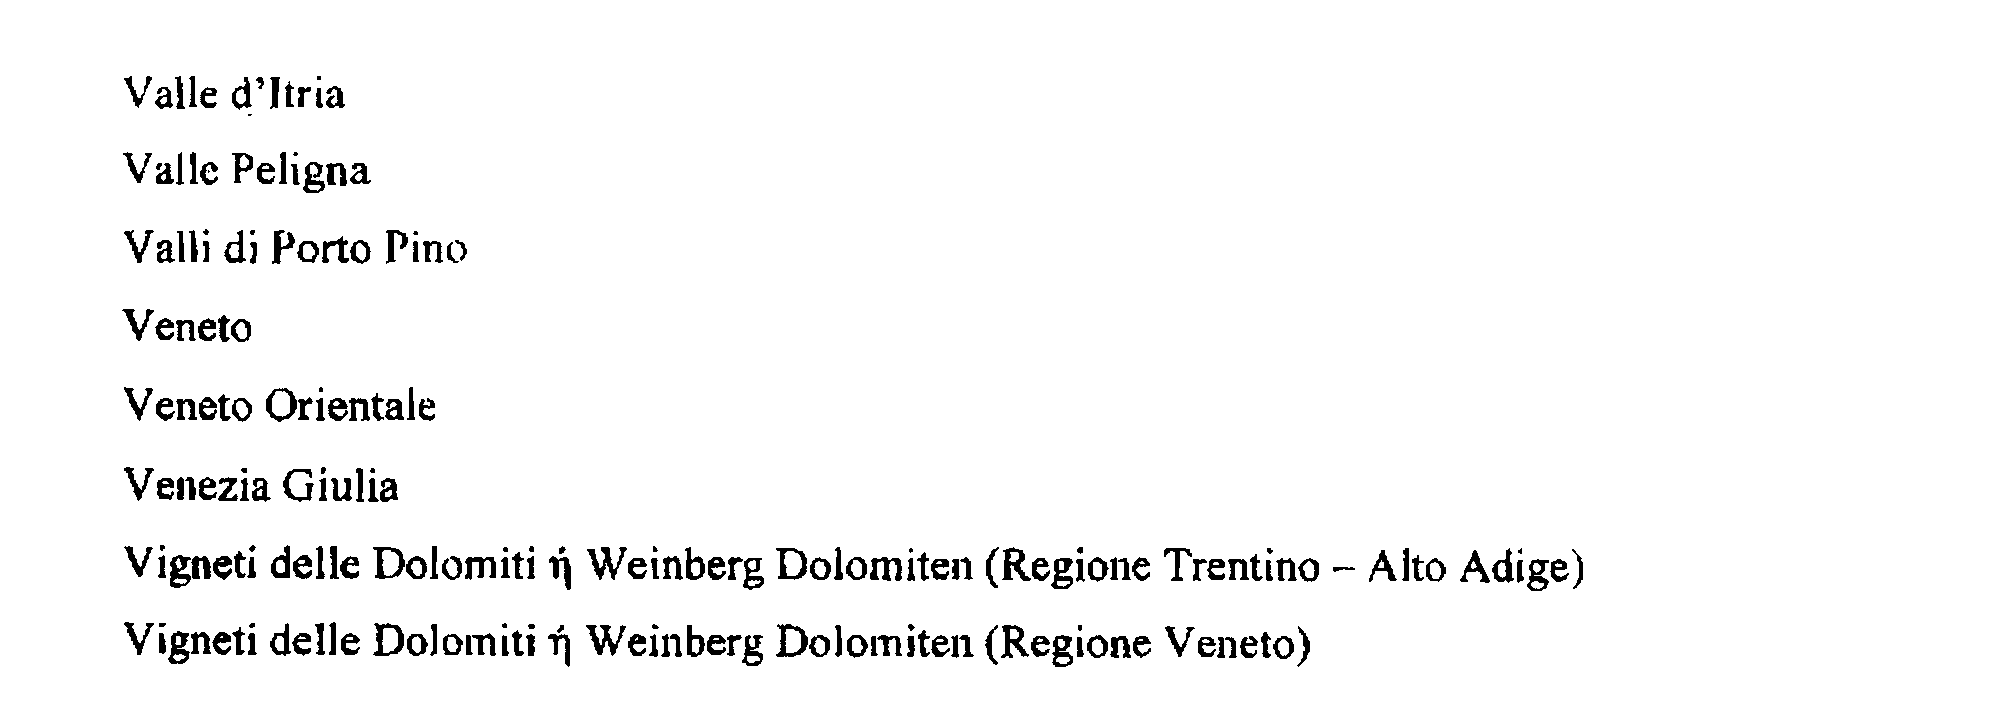 Valle d’Itria
Valle Peligna
Valli di Porto Pino
Veneto
Veneto Orientale
Venezia Giulia
Vigneti delle Dolomiti ή Weinberg Dolomiten (Regione Trentino – Alto Adige)
Vigneti delle Dolomiti ή Weinberg Dolomiten (Regione Veneto)